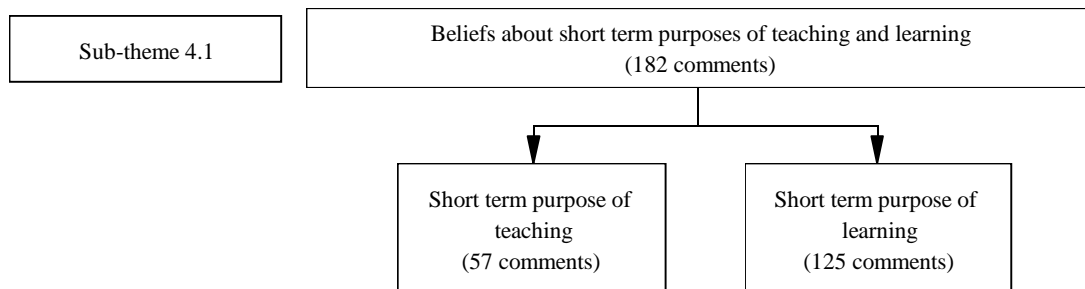 Sub-theme 4.1
Beliefs about short term purposes of teaching and learning
(182 comments)
Short term purpose of
teaching
(57 comments)
Short term purpose of
learning
(125 comments)